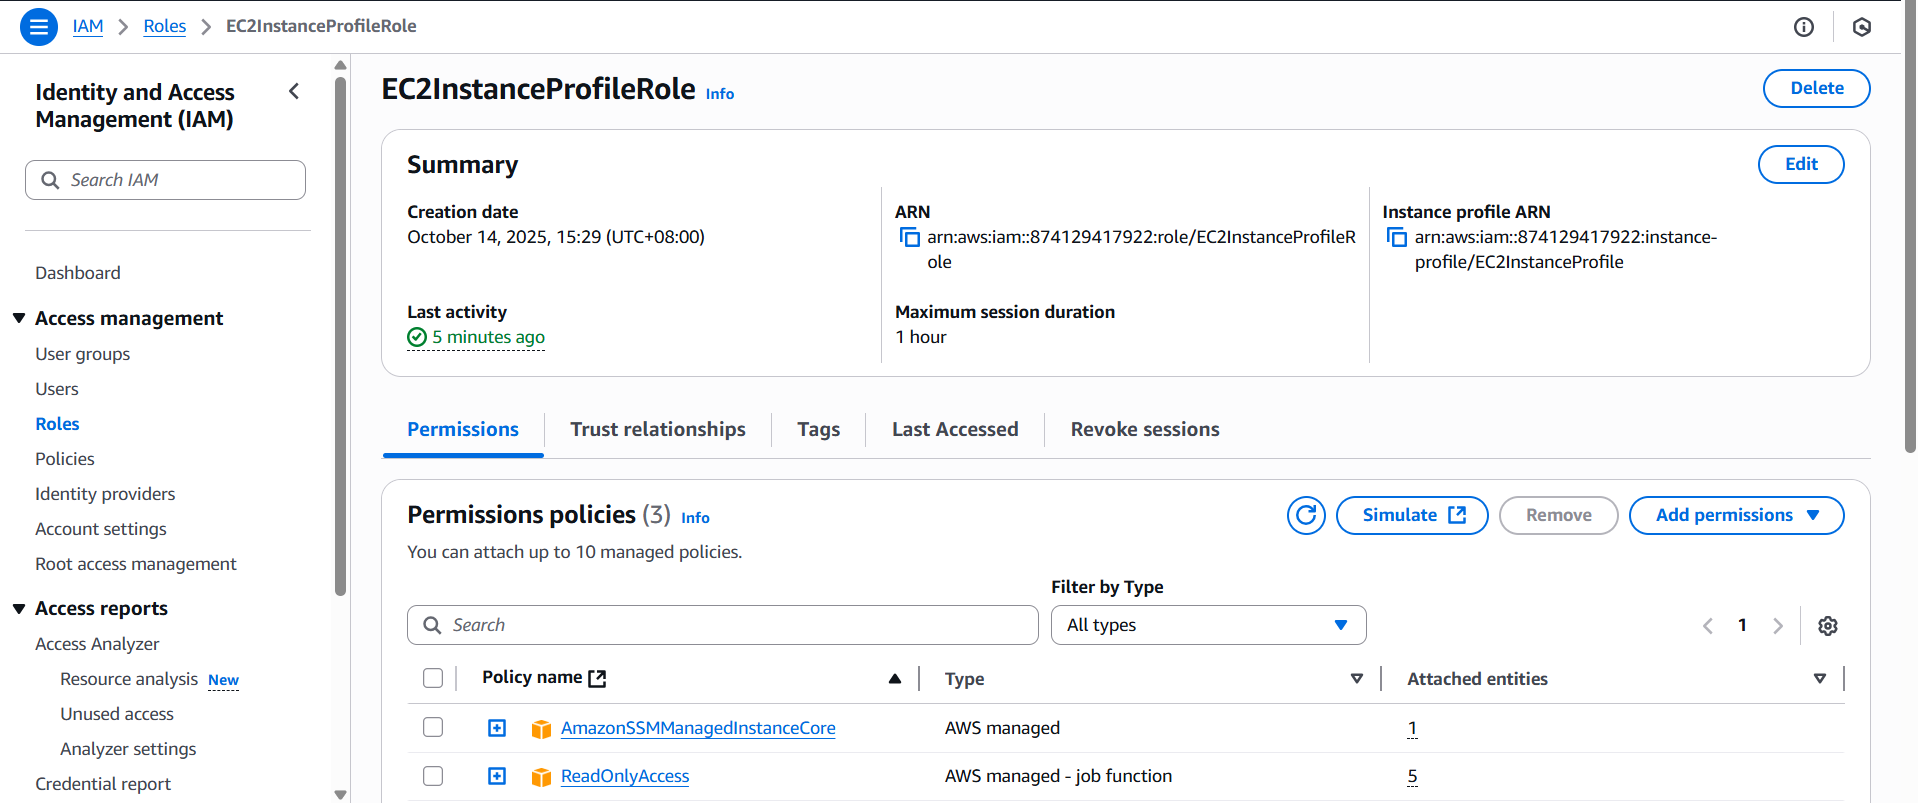 IAM > Roles > EC2InstanceProfileRole
Identity and Access
Management (IAM)
Search IAM
Dashboard
Access management
User groups
Users
Roles
Policies
Identity providers
Account settings
Root access management
Access reports
Access Analyzer
Resource analysis New
Unused access
Analyzer settings
Credential report
EC2InstanceProfileRole Info
Delete
Summary
Edit
Creation date
October 14, 2025, 15:29 (UTC+08:00)
ARN
arn:aws:iam::874129417922:role/EC2InstanceProfileR
ole
Instance profile ARN
arn:aws:iam::874129417922:instance-
profile/EC2InstanceProfile
Last activity
5 minutes ago
Maximum session duration
1 hour
Permissions
Trust relationships
Tags
Last Accessed
Revoke sessions
Permissions policies (3) Info
Simulate
Remove
Add permissions
You can attach up to 10 managed policies.
Filter by Type
Search
All types
1
Policy name
Type
Attached entities
AmazonSSMManagedInstanceCore
AWS managed
1
ReadOnlyAccess
AWS managed - job function
5